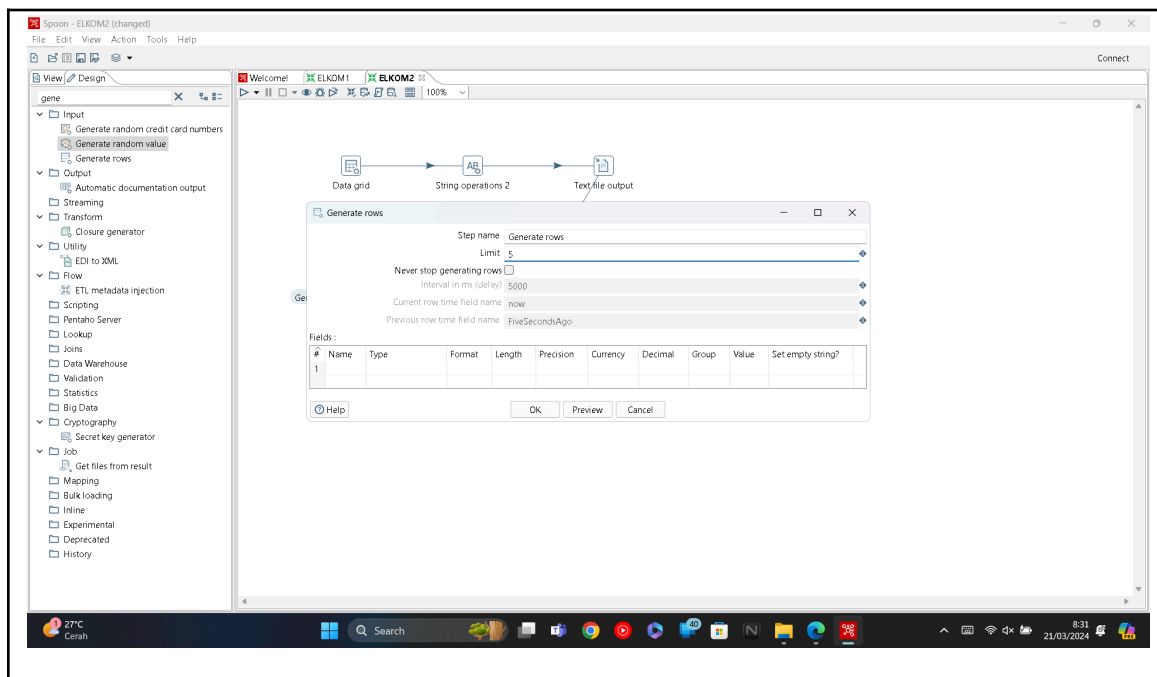 Spoon - ELKOM2 (changed)
File Edit View Action Tools Help
Connect
View Design
Welcome! ELKOM1 ELKOM2
gene
100%
Input
Generate random credit card numbers
Generate random value
Generate rows
Output
Automatic documentation output
Streaming
Transform
Closure generator
Utility
EDI to XML
Flow
ETL metadata injection
Scripting
Pentaho Server
Lookup
Joins
Data Warehouse
Validation
Statistics
Big Data
Cryptography
Secret key generator
Job
Get files from result
Mapping
Bulk loading
Inline
Experimental
Deprecated
History
Data grid
AB
String operations 2
Text file output
Ge
Generate rows
Step name Generate rows
Limit 5
Never stop generating rows
Interval in ms (delay) 5000
Current row time field name now
Previous row time field name FiveSecondsAgo
Fields :
# Name Type Format Length Precision Currency Decimal Group Value Set empty string?
1
Help OK Preview Cancel
1
27°C
Cerah
Search
40
8:31
21/03/2024